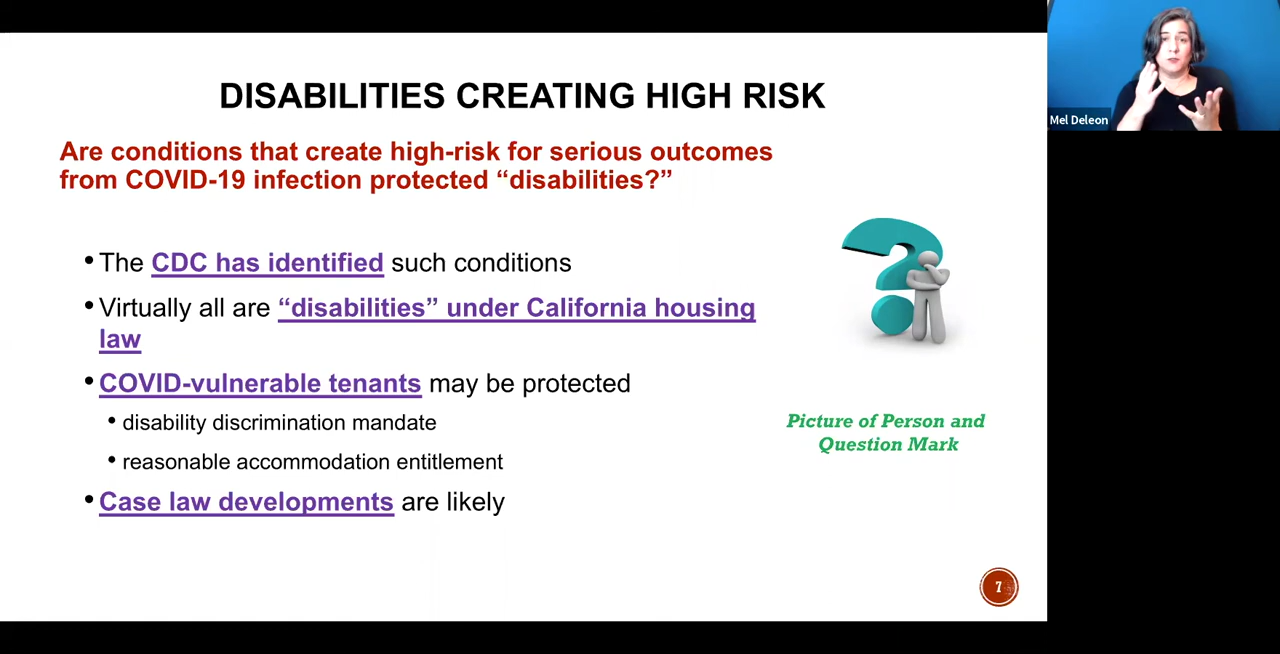 DISABILITIES CREATING HIGH RISK
Are conditions that create high-risk for serious outcomes
from COVID-19 infection protected “disabilities?”
• The CDC has identified such conditions
• Virtually all are “disabilities” under California housing
law
• COVID-vulnerable tenants may be protected
• disability discrimination mandate
• reasonable accommodation entitlement
• Case law developments are likely
Picture of Person and
Question Mark
7
Mel Deleon